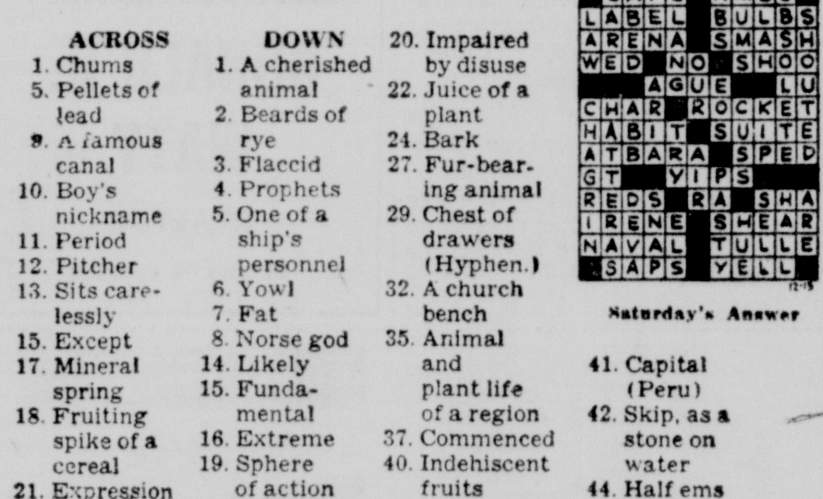 ACROSS
1. Chums
5. Pellets of
lead
9. A famous
canal
10. Boy's
nickname
11. Period
12. Pitcher
13. Sits care-
lessly
15. Except
17. Mineral
spring
18. Fruiting
spike of a
cereal
21. Expression
DOWN
1. A cherished
animal
2. Beards of
rye
3. Flaccid
4. Prophets
5. One of a
ship's
personnel
6. Yowl
7. Fat
8. Norse god
14. Likely
15. Funda-
mental
16. Extreme
19. Sphere
of action
20. Impaired
by disuse
22. Juice of a
plant
24. Bark
27. Fur-bear-
ing animal
29. Chest of
drawers
(Hyphen.)
32. A church
bench
35. Animal
and
plant life
of a region
37. Commenced
40. Indehiscent
fruits
LABEL BULBS
ARENA SMASH
WED NO SHOO
AGUE LU
CHAR ROCKET
HABIT SUITE
ATBARA SPED
GT YIPS
REDS RA SHA
IRENE SHEAR
NAVAL TULLE
SAPS YELL
12-15
Saturday's Answer
41. Capital
(Peru)
42. Skip, as a
stone on
water
44. Half ems